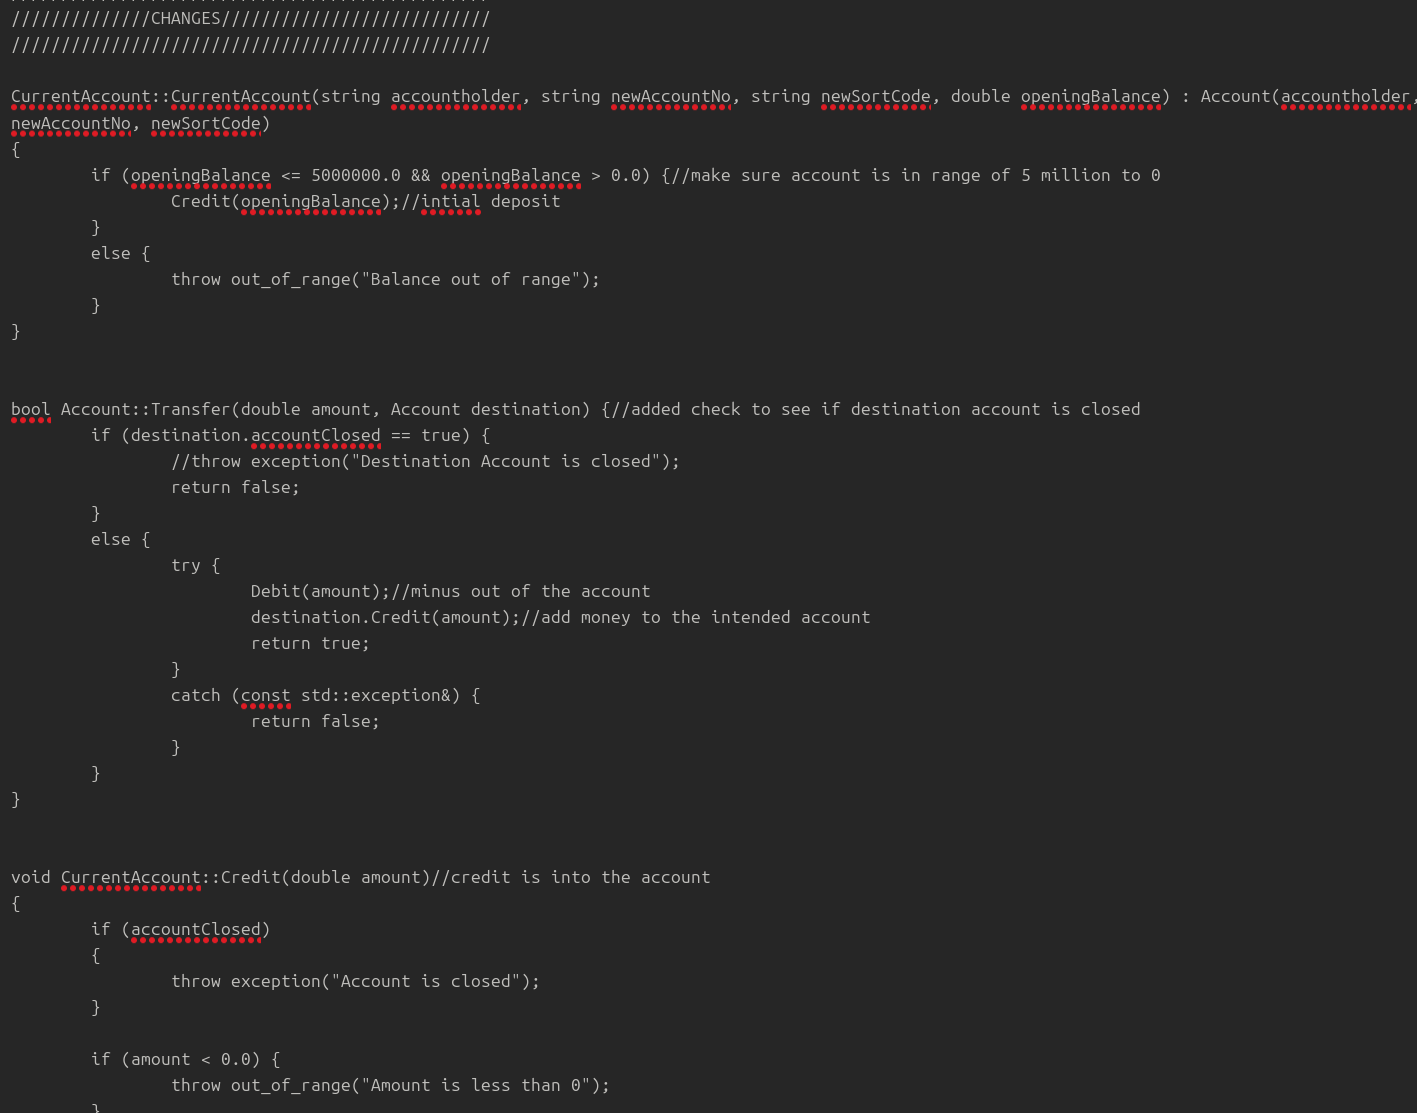 //////////////CHANGES///////////////////////////
////////////////////////////////////////////////
CurrentAccount::CurrentAccount(string accountholder, string newAccountNo, string newSortCode, double openingBalance) : Account(accountholder,
newAccountNo, newSortCode)
{
        if (openingBalance <= 5000000.0 && openingBalance > 0.0) {//make sure account is in range of 5 million to 0
                Credit(openingBalance);//intial deposit
        }
        else {
                throw out_of_range("Balance out of range");
        }
}
bool Account::Transfer(double amount, Account destination) {//added check to see if destination account is closed
        if (destination.accountClosed == true) {
                //throw exception("Destination Account is closed");
                return false;
        }
        else {
                try {
                        Debit(amount);//minus out of the account
                        destination.Credit(amount);//add money to the intended account
                        return true;
                }
                catch (const std::exception&) {
                        return false;
                }
        }
}
void CurrentAccount::Credit(double amount)//credit is into the account
{
        if (accountClosed)
        {
                throw exception("Account is closed");
        }
        if (amount < 0.0) {
                throw out_of_range("Amount is less than 0");
        }